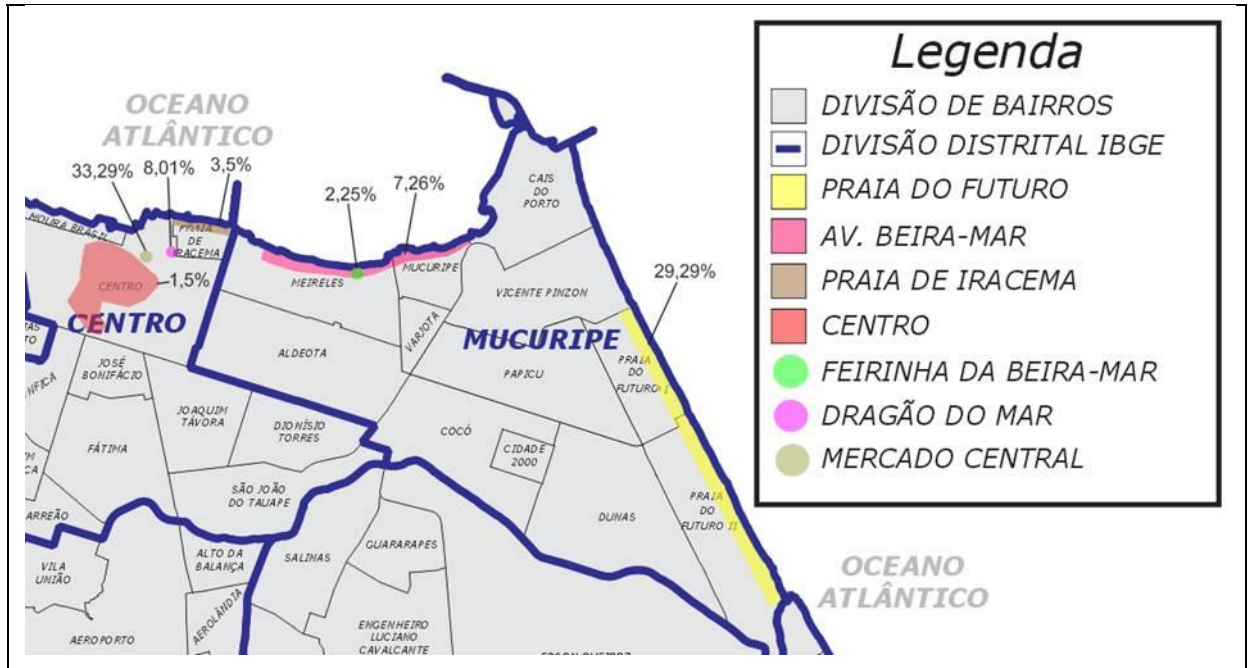 Legenda
DIVISÃO DE BAIRROS
DIVISÃO DISTRITAL IBGE
PRAIA DO FUTURO
AV. BEIRA-MAR
PRAIA DE IRACEMA
CENTRO
FEIRINHA DA BEIRA-MAR
DRAGÃO DO MAR
MERCADO CENTRAL
OCEANO
ATLÂNTICO
33,29%
8,01%
3,5%
2,25%
7,26%
29,29%
1,5%
MOURA BRASIL
PRAIA
DE
IRACEMA
CENTRO
CENTRO
MEIRELES
MUCURIPE
CAIS
DO
PORTO
VICENTE PINZON
VARJOTA
ALDEOTA
MUCURIPE
PAPICU
PRAIA
DO
FUTURO I
JOSÉ
BONIFÁCIO
JOAQUIM
TÁVORA
DIONÍSIO
TORRES
COCÓ
CIDADE
2000
FÁTIMA
SÃO JOÃO
DO TAUAPE
DUNAS
PRAIA
DO
FUTURO II
ARREÃO
VILA
UNIÃO
ALTO DA
BALANÇA
SALINAS
GUARARAPES
AEROLÂNDIA
AEROPORTO
ENGENHEIRO
LUCIANO
CAVALCANTE
OCEANO
ATLÂNTICO